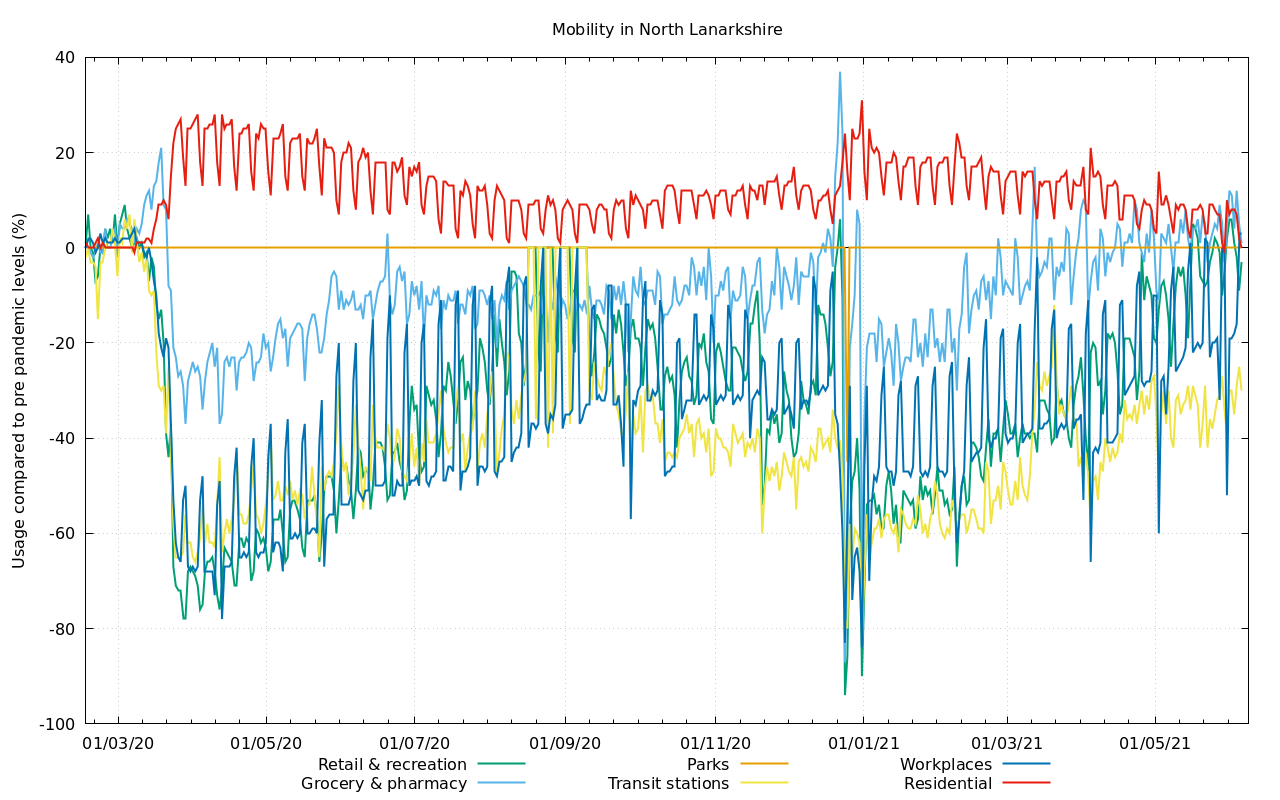 Mobility in North Lanarkshire
Usage compared to pre pandemic levels (%)
40
20
0
-20
-40
-60
-80
-100
01/03/20 01/05/20 01/07/20 01/09/20 01/11/20 01/01/21 01/03/21 01/05/21
Retail & recreation Parks Workplaces
Grocery & pharmacy Transit stations Residential